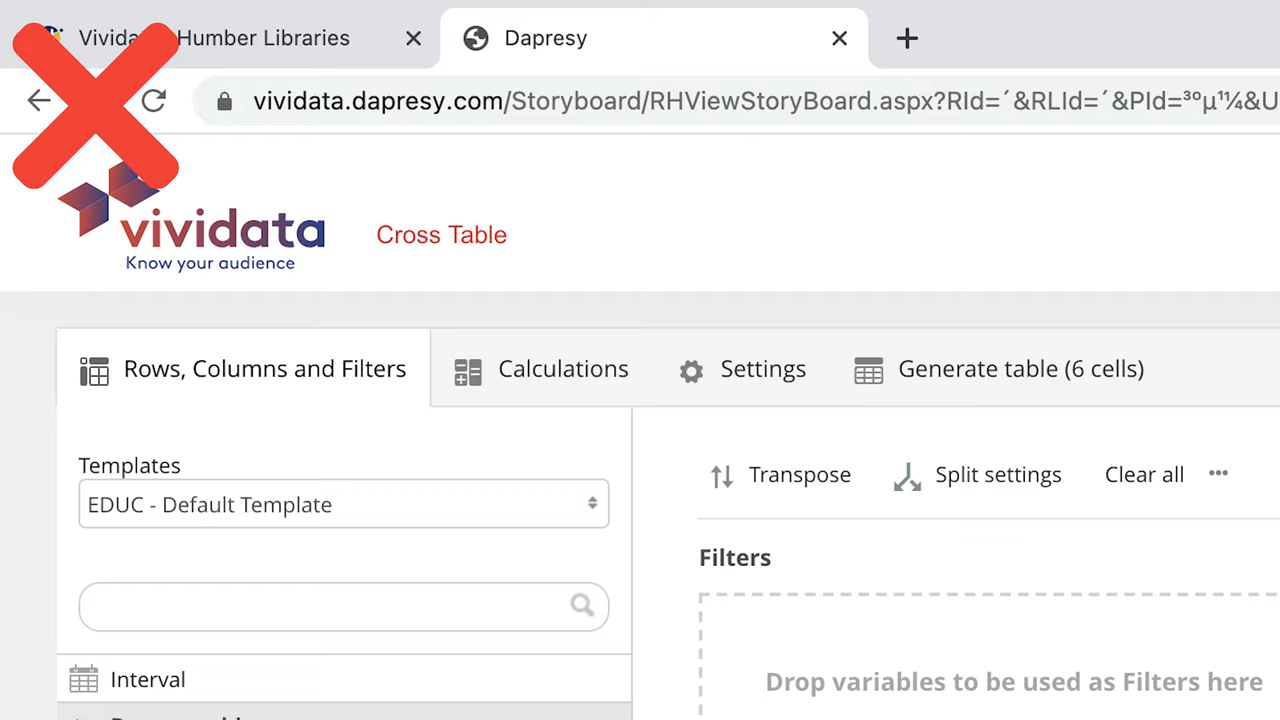 Humber Libraries
Dapresy
vividata.dapresy.com/Storyboard/RHViewStoryBoard.aspx?RId=´&RLId=´&PId=³ºµ¹¼&U
vividata
Know your audience
Cross Table
Rows, Columns and Filters
Calculations
Settings
Generate table (6 cells)
Templates
EDUC - Default Template
Transpose
Split settings
Clear all
Filters
Drop variables to be used as Filters here
Interval